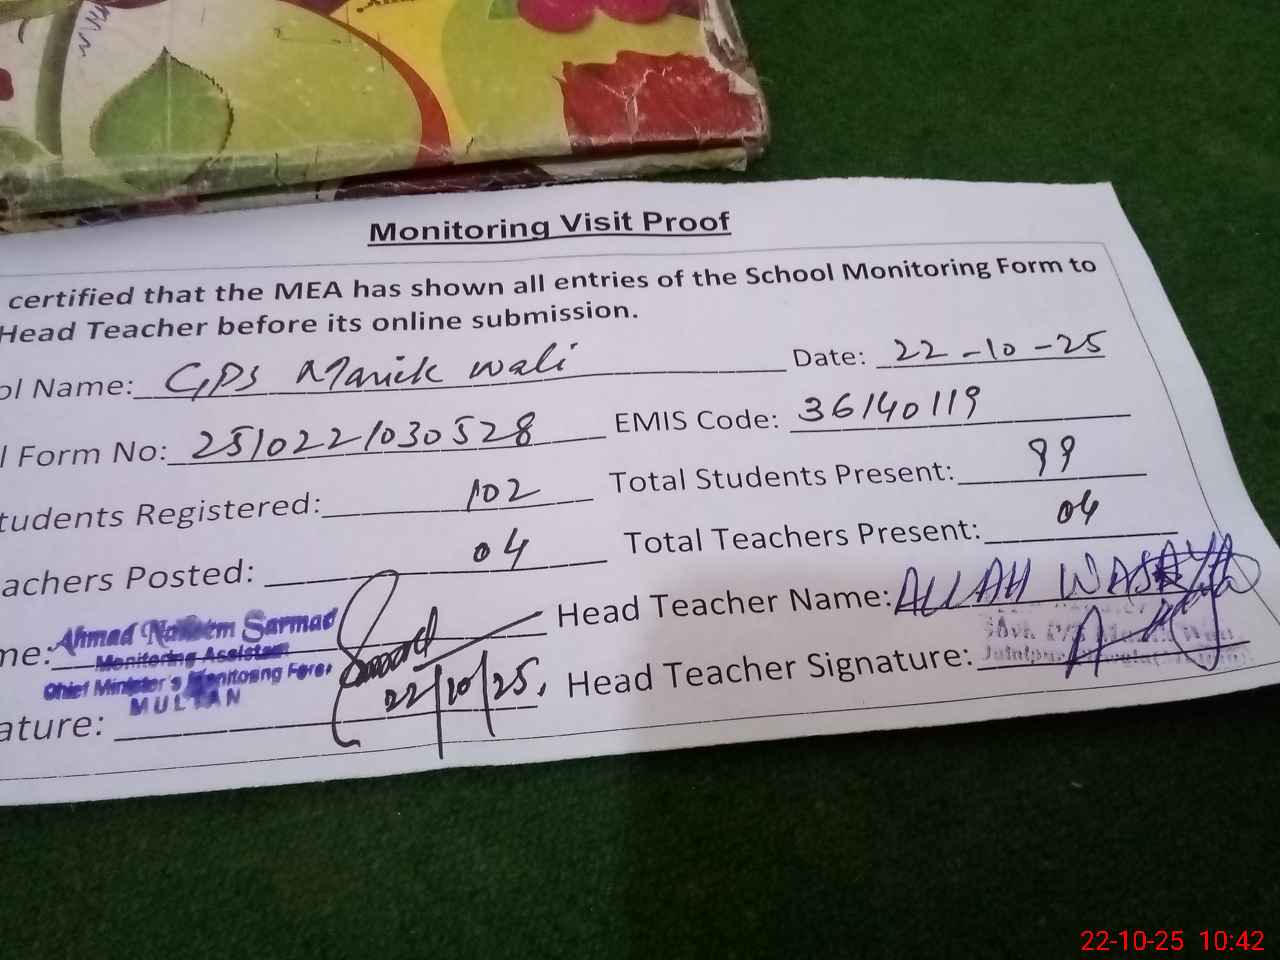 Monitoring Visit Proof
certified that the MEA has shown all entries of the School Monitoring Form to
Head Teacher before its online submission.
ol Name: GPS Manick wali Date: 22-10-25
l Form No: 2510221030528 EMIS Code: 36140119
tudents Registered: 102 Total Students Present: 99
achers Posted: 04 Total Teachers Present: 04
me: Ahmad Naeem Sarmad Head Teacher Name: ALLAH WASAYA
Monitoring Assistant
Chief Minister's Monitoring Force
MULTAN
22/10/25.
ature: Head Teacher Signature:
22-10-25 10:42